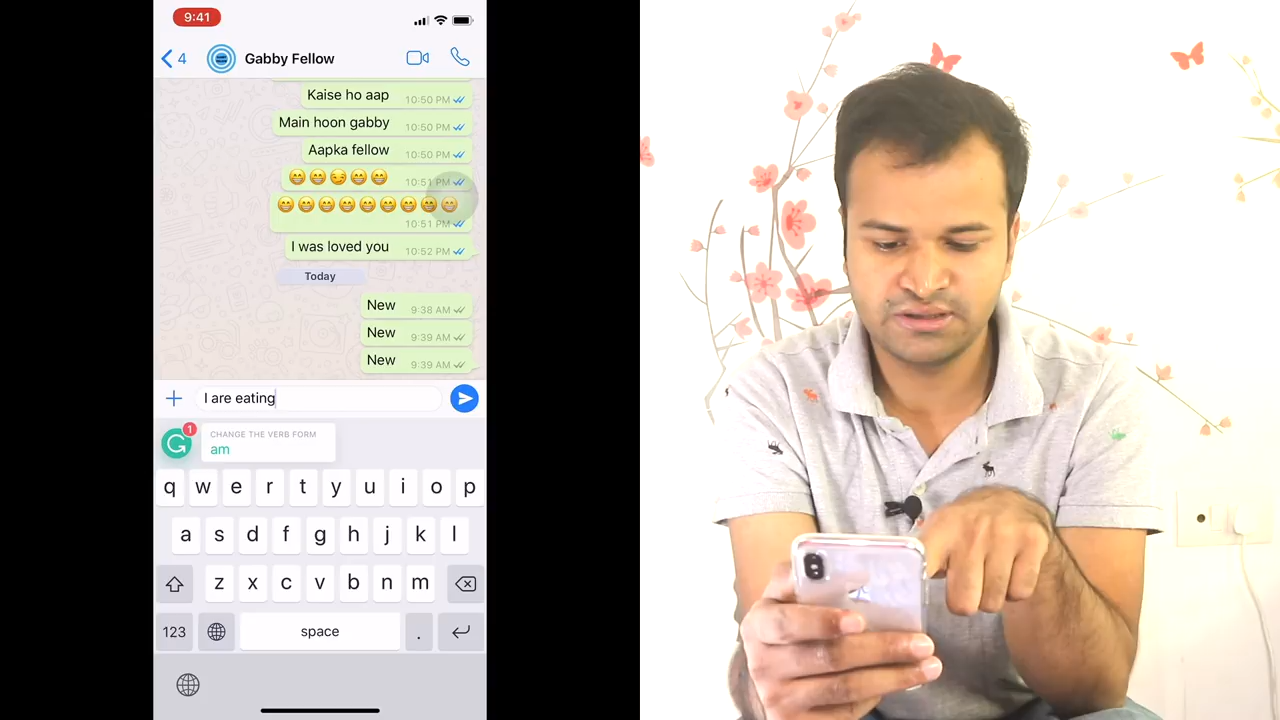 9:41
4
Gabby Fellow
Kaise ho aap 10:50 PM
Main hoon gabby 10:50 PM
Aapka fellow 10:50 PM
😁😁😏😁😁 10:51 PM
😁😁😁😁😁😁😁😁😁
10:51 PM
I was loved you 10:52 PM
Today
New 9:38 AM
New 9:39 AM
New 9:39 AM
I are eating
1
CHANGE THE VERB FORM
am
q w e r t y u i o p
a s d f g h j k l
z x c v b n m
123 space .